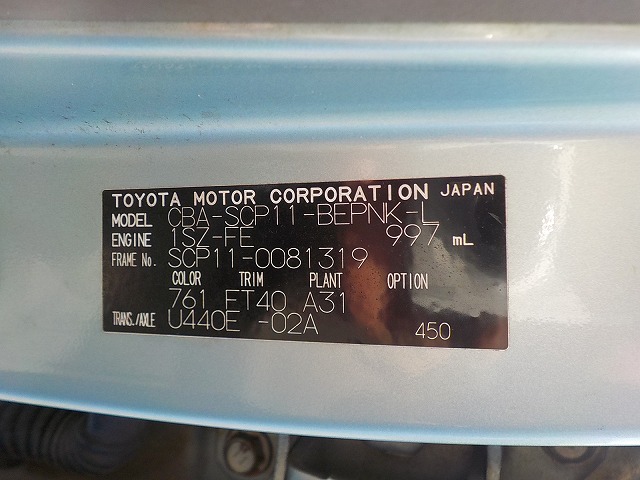 TOYOTA MOTOR CORPORATION JAPAN
MODEL CBA-SCP11-BEPNK-L
ENGINE 1SZ-FE 997 mL
FRAME No. SCP11-0081319
COLOR TRIM PLANT OPTION
761 FT40 A31
TRANS./AXLE U440E -02A 450